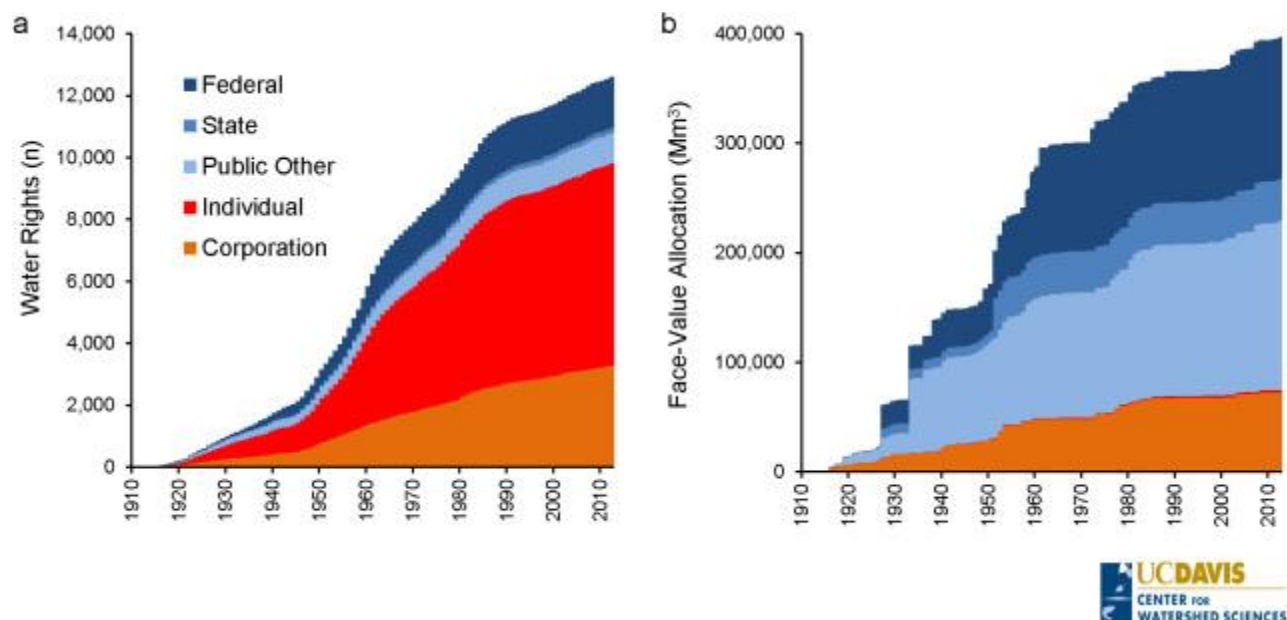 a
14,000
12,000
10,000
8,000
6,000
4,000
2,000
0
Water Rights (n)
Federal
State
Public Other
Individual
Corporation
1910
1920
1930
1940
1950
1960
1970
1980
1990
2000
2010
b
400,000
300,000
200,000
100,000
0
Face-Value Allocation (Mm³)
1910
1920
1930
1940
1950
1960
1970
1980
1990
2000
2010
UCDAVIS
CENTER FOR
WATERSHED SCIENCES